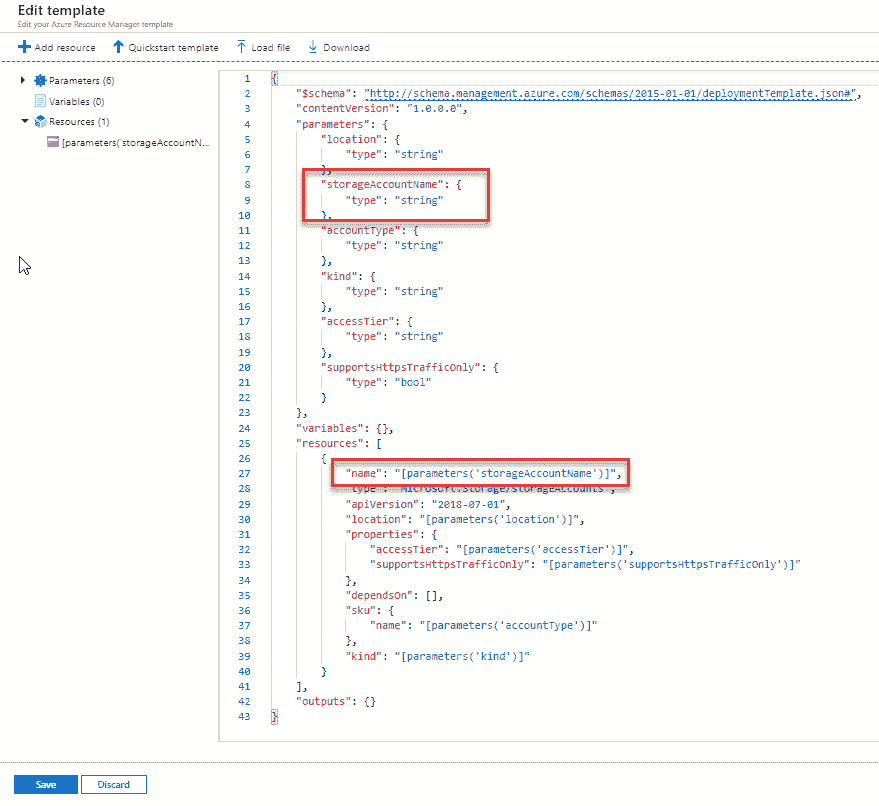 Edit template
Edit your Azure Resource Manager template
Add resource Quickstart template Load file Download
Parameters (6)
Variables (0)
Resources (1)
[parameters('storageAccountN...
1 {
2 "$schema": "http://schema.management.azure.com/schemas/2015-01-01/deploymentTemplate.json#",
3 "contentVersion": "1.0.0.0",
4 "parameters": {
5 "location": {
6 "type": "string"
7 },
8 "storageAccountName": {
9 "type": "string"
10 },
11 "accountType": {
12 "type": "string"
13 },
14 "kind": {
15 "type": "string"
16 },
17 "accessTier": {
18 "type": "string"
19 },
20 "supportsHttpsTrafficOnly": {
21 "type": "bool"
22 }
23 },
24 "variables": {},
25 "resources": [
26 {
27 "name": "[parameters('storageAccountName')]",
28 "type": "Microsoft.Storage/storageAccounts",
29 "apiVersion": "2018-07-01",
30 "location": "[parameters('location')]",
31 "properties": {
32 "accessTier": "[parameters('accessTier')]",
33 "supportsHttpsTrafficOnly": "[parameters('supportsHttpsTrafficOnly')]"
34 },
35 "dependsOn": [],
36 "sku": {
37 "name": "[parameters('accountType')]"
38 },
39 "kind": "[parameters('kind')]"
40 }
41 ],
42 "outputs": {}
43 }
Save Discard